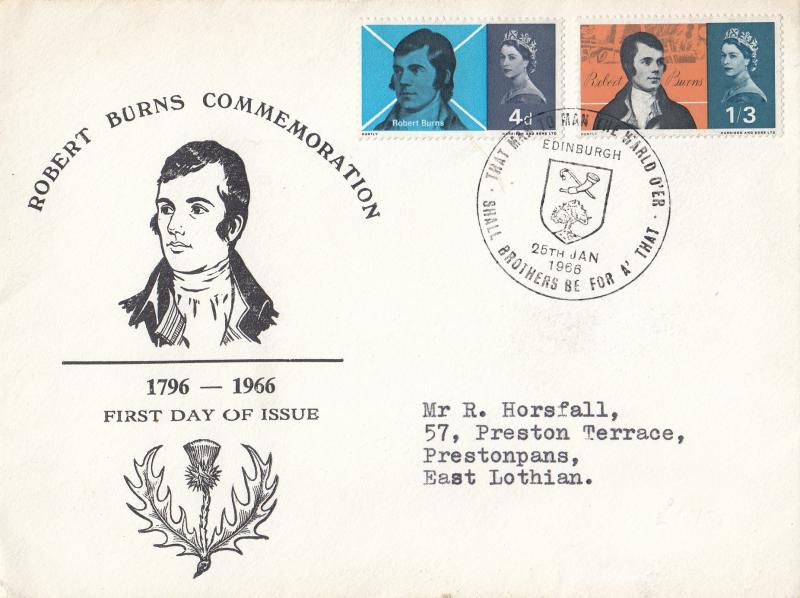 ROBERT BURNS COMMEMORATION
1796 — 1966
FIRST DAY OF ISSUE
Robert Burns
4d
HUNTLY
HARRISON AND SONS LTD
Robert Burns
1/3
HUNTLY
HARRISON AND SONS LTD
· THAT MAN TO MAN THE WARLD O'ER ·
SHALL BROTHERS BE FOR A' THAT
EDINBURGH
25TH JAN
1966
Mr R. Horsfall,
57, Preston Terrace,
Prestonpans,
East Lothian.